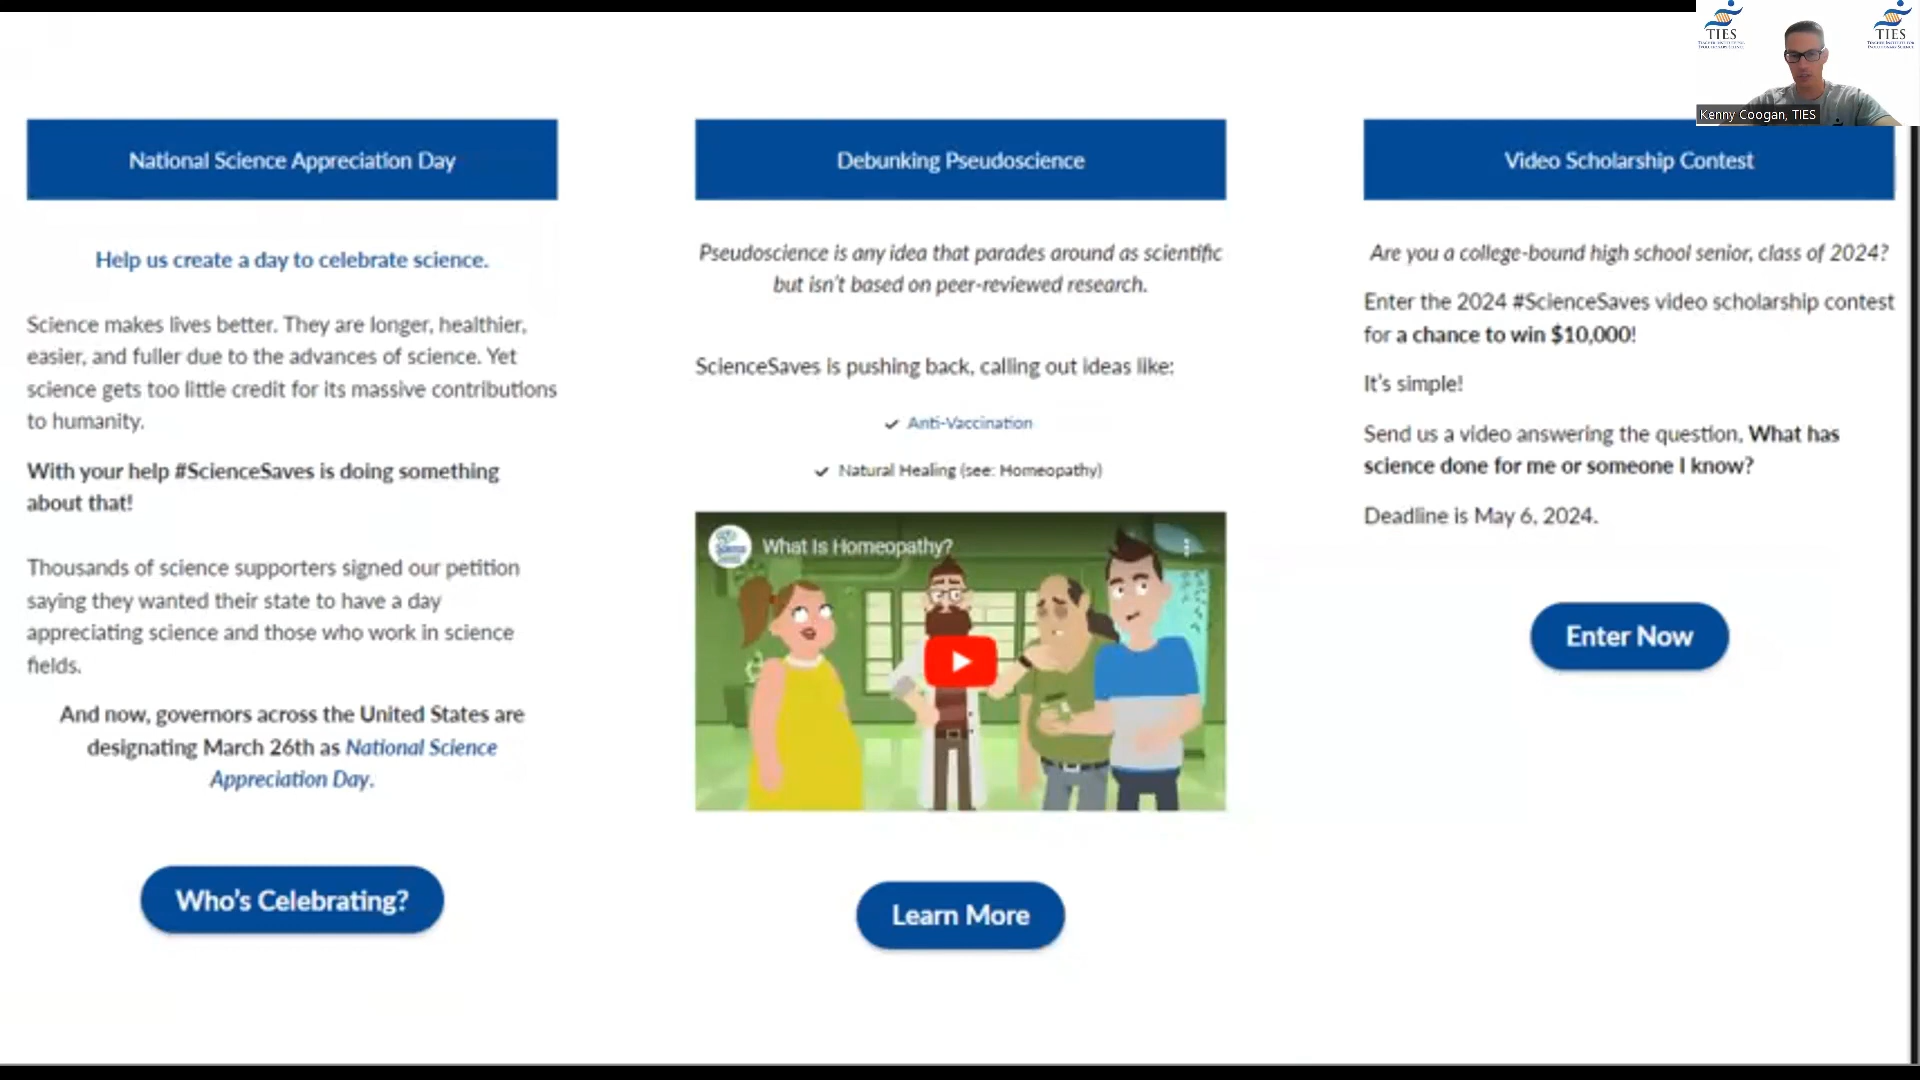 TIES
TIES
Kenny Coogan, TIES
National Science Appreciation Day
Help us create a day to celebrate science.
Science makes lives better. They are longer, healthier,
easier, and fuller due to the advances of science. Yet
science gets too little credit for its massive contributions
to humanity.
With your help #ScienceSaves is doing something
about that!
Thousands of science supporters signed our petition
saying they wanted their state to have a day
appreciating science and those who work in science
fields.
And now, governors across the United States are
designating March 26th as National Science
Appreciation Day.
Who's Celebrating?
Debunking Pseudoscience
Pseudoscience is any idea that parades around as scientific
but isn't based on peer-reviewed research.
ScienceSaves is pushing back, calling out ideas like:
Anti-Vaccination
Natural Healing (see: Homeopathy)
What Is Homeopathy?
Learn More
Video Scholarship Contest
Are you a college-bound high school senior, class of 2024?
Enter the 2024 #ScienceSaves video scholarship contest
for a chance to win $10,000!
It's simple!
Send us a video answering the question, What has
science done for me or someone I know?
Deadline is May 6, 2024.
Enter Now